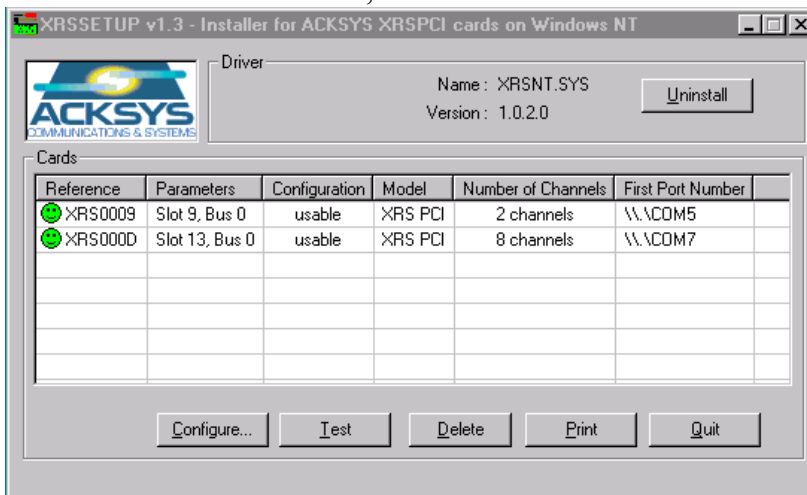 XRSSETUP v1.3 - Installer for ACKSYS XRSPCI cards on Windows NT
ACKSYS
COMMUNICATIONS & SYSTEMS
Driver
Name : XRSNT.SYS
Version : 1.0.2.0
Uninstall
Cards
Reference Parameters Configuration Model Number of Channels First Port Number
XRS0009 Slot 9, Bus 0 usable XRS PCI 2 channels \\.\COM5
XRS000D Slot 13, Bus 0 usable XRS PCI 8 channels \\.\COM7
Configure... Test Delete Print Quit